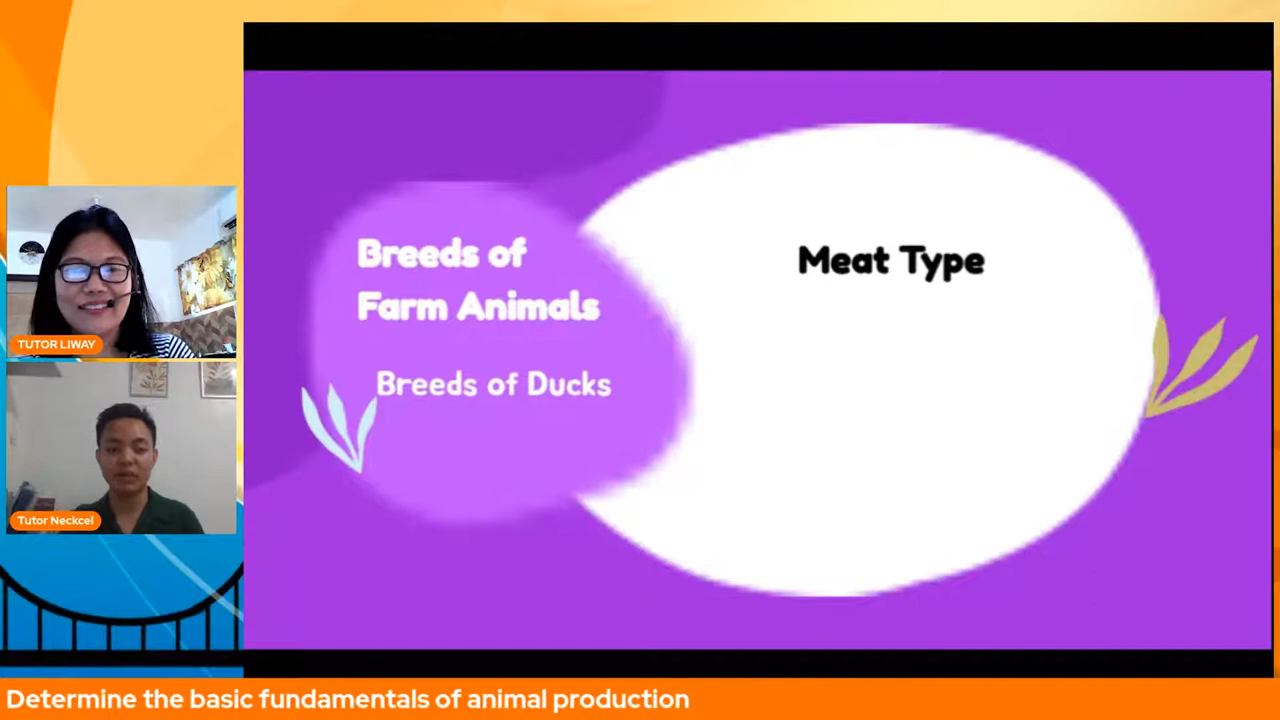 Breeds of
Farm Animals
Breeds of Ducks
Meat Type
TUTOR LIWAY
Tutor Neckcel
Determine the basic fundamentals of animal production